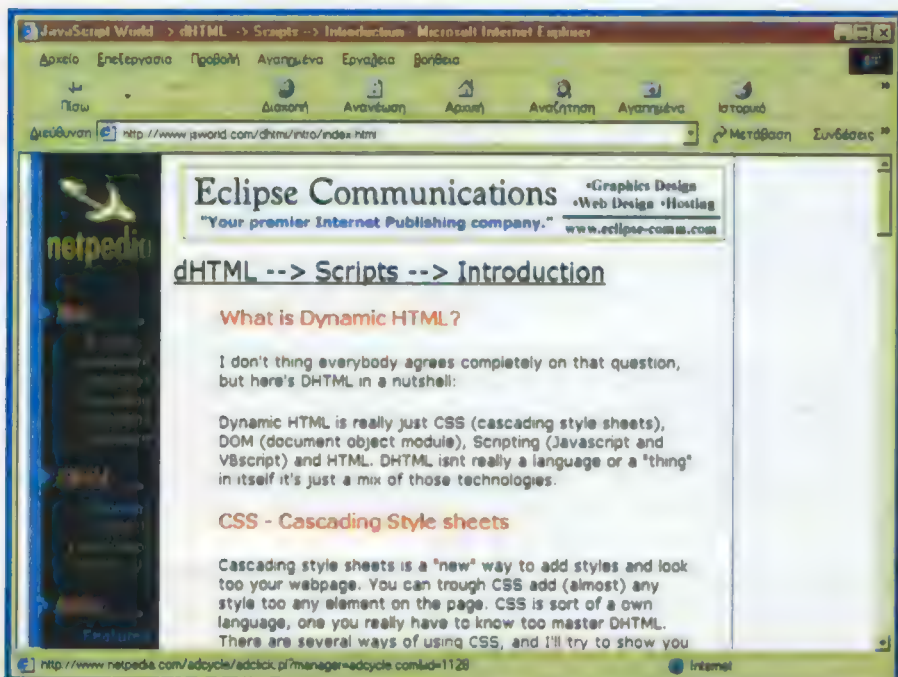 JavaScript World -> dHTML -> Scripts --> Introduction - Microsoft Internet Explorer
Αρχείο Επεξεργασία Προβολή Αγαπημένα Εργαλεία Βοήθεια
Πίσω Διακοπή Ανανέωση Αρχική Αναζήτηση Αγαπημένα Ιστορικό »
Διεύθυνση http://www.jsworld.com/dhtml/intro/index.html Μετάβαση Συνδέσεις »
netpedia
Eclipse Communications
"Your premier Internet Publishing company."
•Graphics Design
•Web Design •Hosting
www.eclipse-comm.com
dHTML --> Scripts --> Introduction
What is Dynamic HTML?
I don't thing everybody agrees completely on that question,
but here's DHTML in a nutshell:
Dynamic HTML is really just CSS (cascading style sheets),
DOM (document object module), Scripting (Javascript and
VBscript) and HTML. DHTML isnt really a language or a "thing"
in itself it's just a mix of those technologies.
CSS - Cascading Style sheets
Cascading style sheets is a "new" way to add styles and look
too your webpage. You can trough CSS add (almost) any
style too any element on the page. CSS is sort of a own
language, one you really have to know too master DHTML.
There are several ways of using CSS, and I'll try to show you
http://www.netpedia.com/adcycle/adclick.pl?manager=adcycle.com&id=1128 Internet